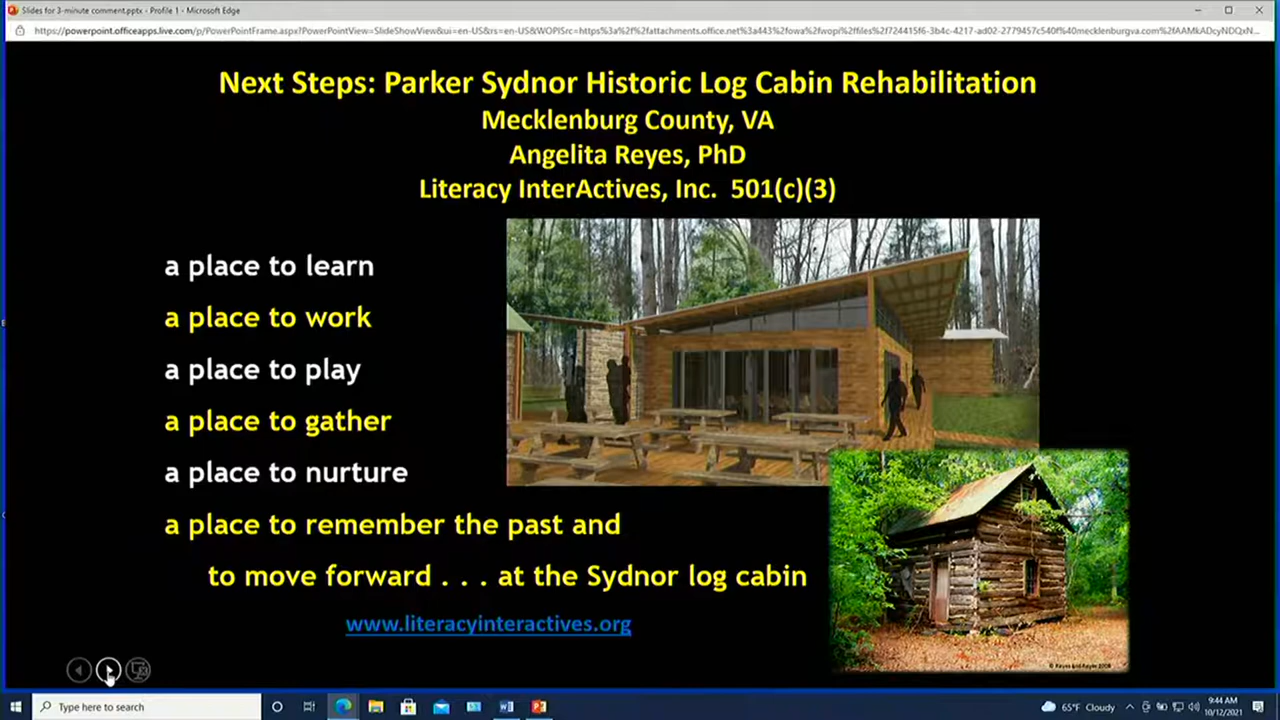 Slides for 3-minute comment.pptx - Profile 1 - Microsoft Edge
Next Steps: Parker Sydnor Historic Log Cabin Rehabilitation
Mecklenburg County, VA
Angelita Reyes, PhD
Literacy InterActives, Inc. 501(c)(3)
a place to learn
a place to work
a place to play
a place to gather
a place to nurture
a place to remember the past and
to move forward . . . at the Sydnor log cabin
www.literacyinteractives.org
Type here to search
65°F Cloudy
9:44 AM
10/12/2021